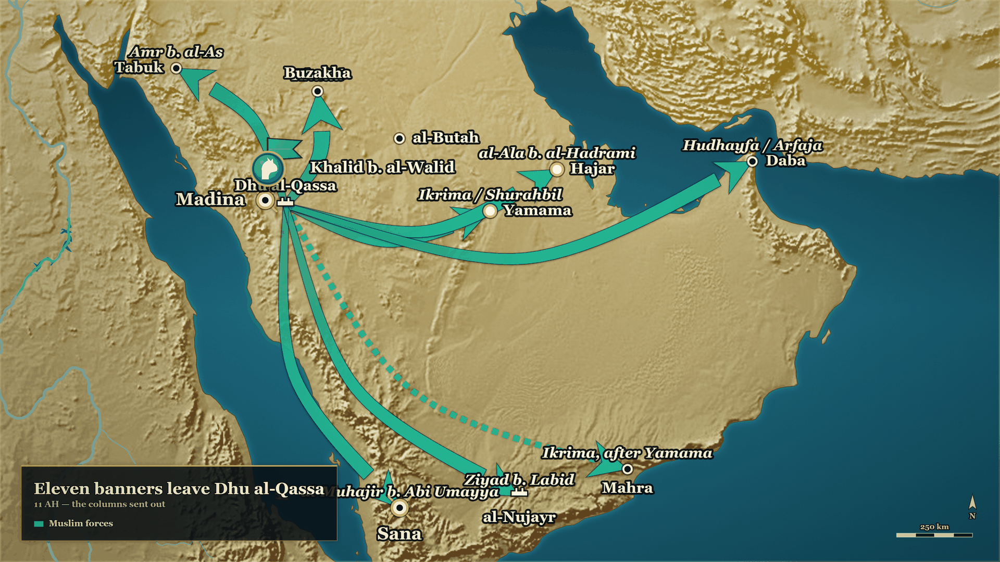 Amr b. al-As
Tabuk
Buzakha
al-Butah
al-Ala b. al-Hadrami
Hajar
Hudhayfa / Arfaja
Daba
Khalid b. al-Walid
Dhu al-Qassa
Madina
Ikrima / Shurahbil
Yamama
Ikrima, after Yamama
Mahra
Ziyad b. Labid
Muhajir b. Abi Umayya
al-Nujayr
Sana
Eleven banners leave Dhu al-Qassa
11 AH — the columns sent out
Muslim forces
N
250 km